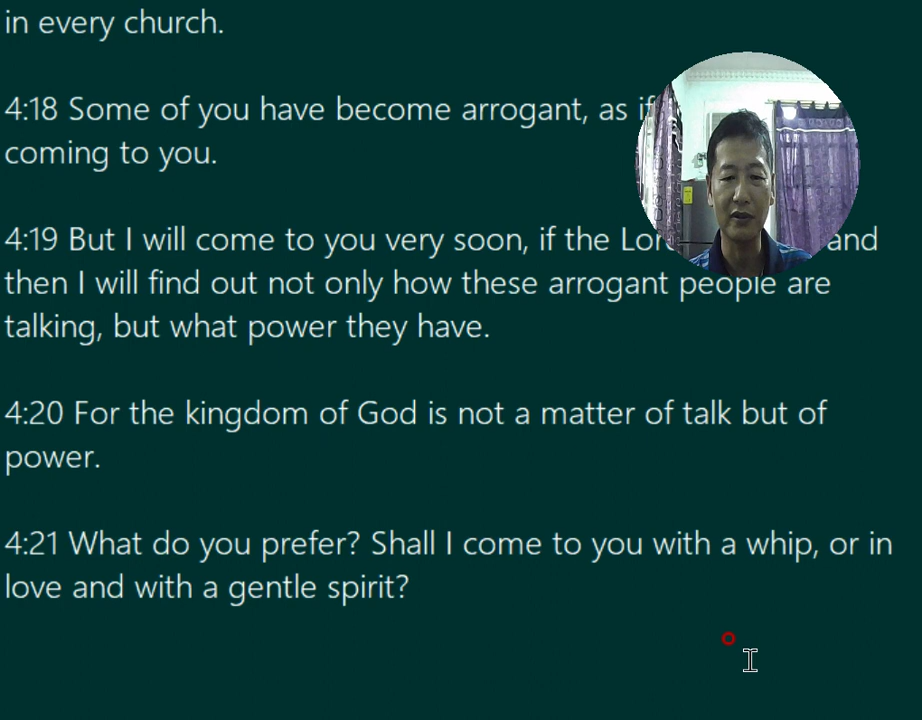 in every church.
4:18 Some of you have become arrogant, as if
coming to you.
4:19 But I will come to you very soon, if the Lord and
then I will find out not only how these arrogant people are
talking, but what power they have.
4:20 For the kingdom of God is not a matter of talk but of
power.
4:21 What do you prefer? Shall I come to you with a whip, or in
love and with a gentle spirit?